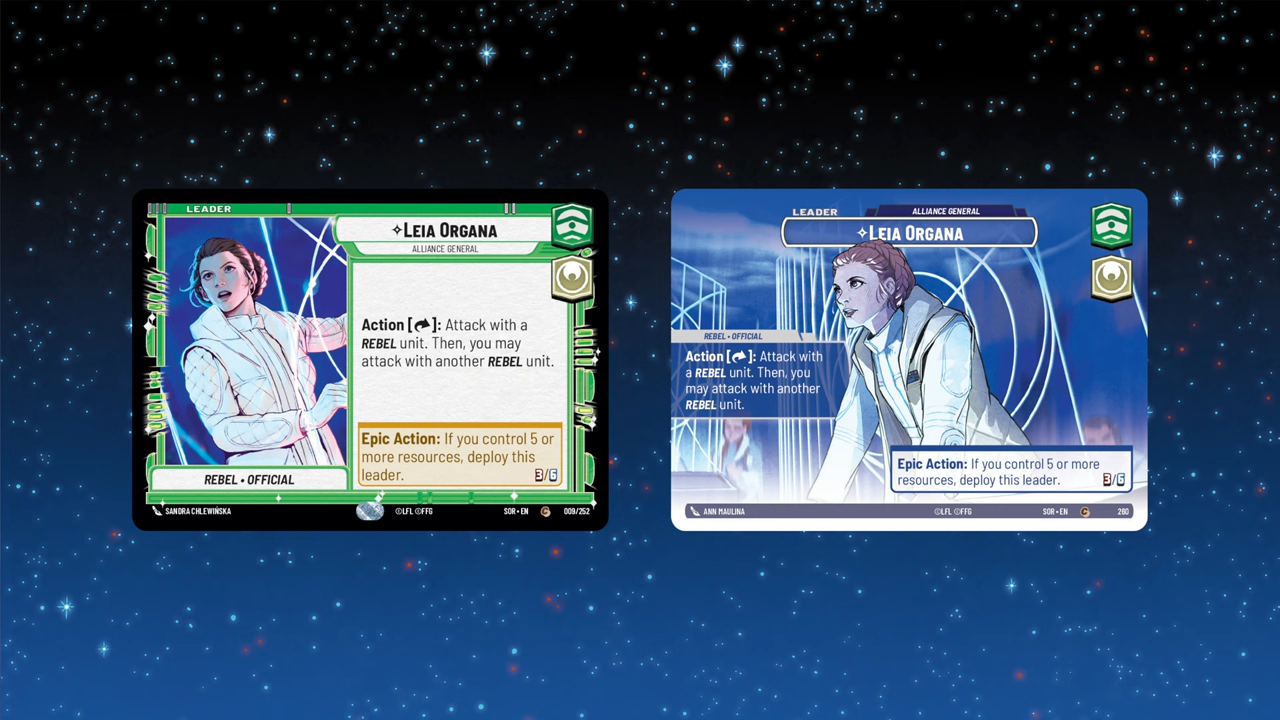 LEADER
✧LEIA ORGANA
ALLIANCE GENERAL
Action [↷]: Attack with a
REBEL unit. Then, you may
attack with another REBEL unit.
Epic Action: If you control 5 or
more resources, deploy this
leader.
3/6
REBEL • OFFICIAL
SANDRA CHLEWIŃSKA
©LFL ©FFG
SOR • EN
C
009/252
LEADER
ALLIANCE GENERAL
✧LEIA ORGANA
REBEL • OFFICIAL
Action [↷]: Attack with
a REBEL unit. Then, you
may attack with another
REBEL unit.
Epic Action: If you control 5 or more
resources, deploy this leader.
3/6
ANN MAULINA
©LFL ©FFG
SOR • EN
C
260